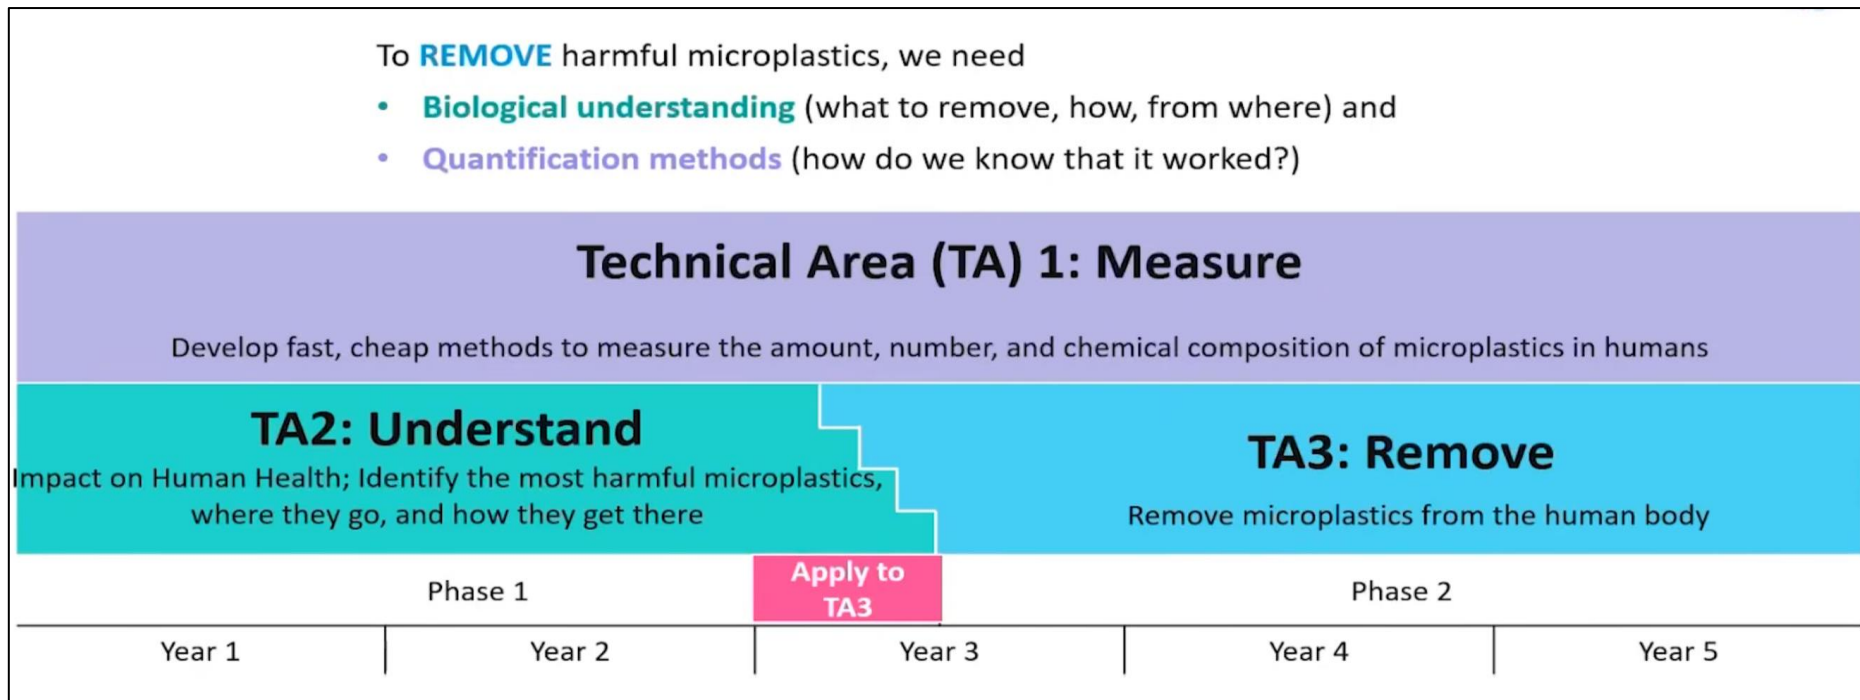 To REMOVE harmful microplastics, we need
• Biological understanding (what to remove, how, from where) and
• Quantification methods (how do we know that it worked?)
Technical Area (TA) 1: Measure
Develop fast, cheap methods to measure the amount, number, and chemical composition of microplastics in humans
TA2: Understand
Impact on Human Health; Identify the most harmful microplastics,
where they go, and how they get there
TA3: Remove
Remove microplastics from the human body
Phase 1
Apply to
TA3
Phase 2
Year 1
Year 2
Year 3
Year 4
Year 5